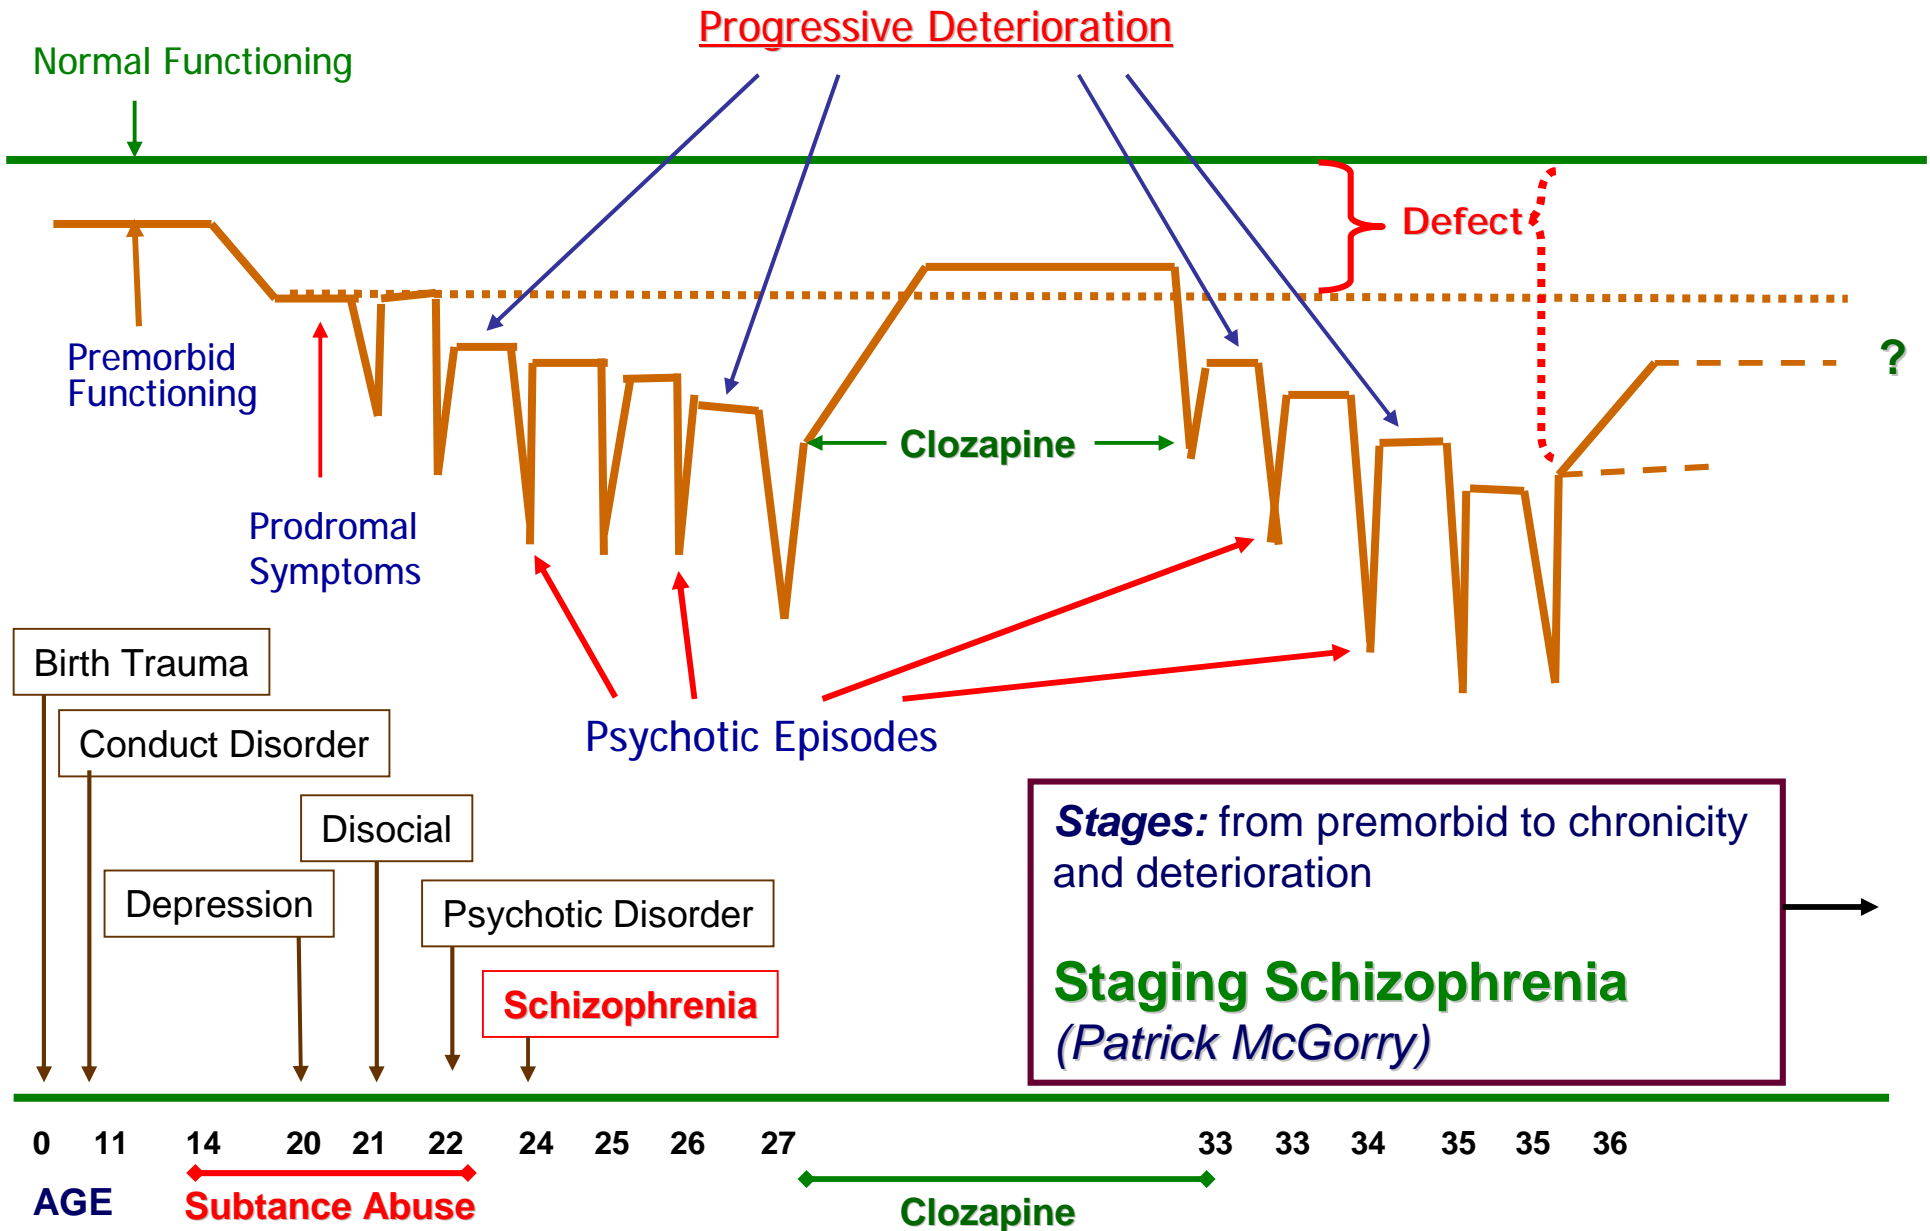 Progressive Deterioration
Normal Functioning
Defect
Premorbid
Functioning
?
Clozapine
Prodromal
Symptoms
Birth Trauma
Psychotic Episodes
Conduct Disorder
Disocial
Depression
Psychotic Disorder
Schizophrenia
Stages: from premorbid to chronicity
and deterioration
Staging Schizophrenia
(Patrick McGorry)
0 11 14 20 21 22 24 25 26 27 33 33 34 35 35 36
AGE
Subtance Abuse
Clozapine